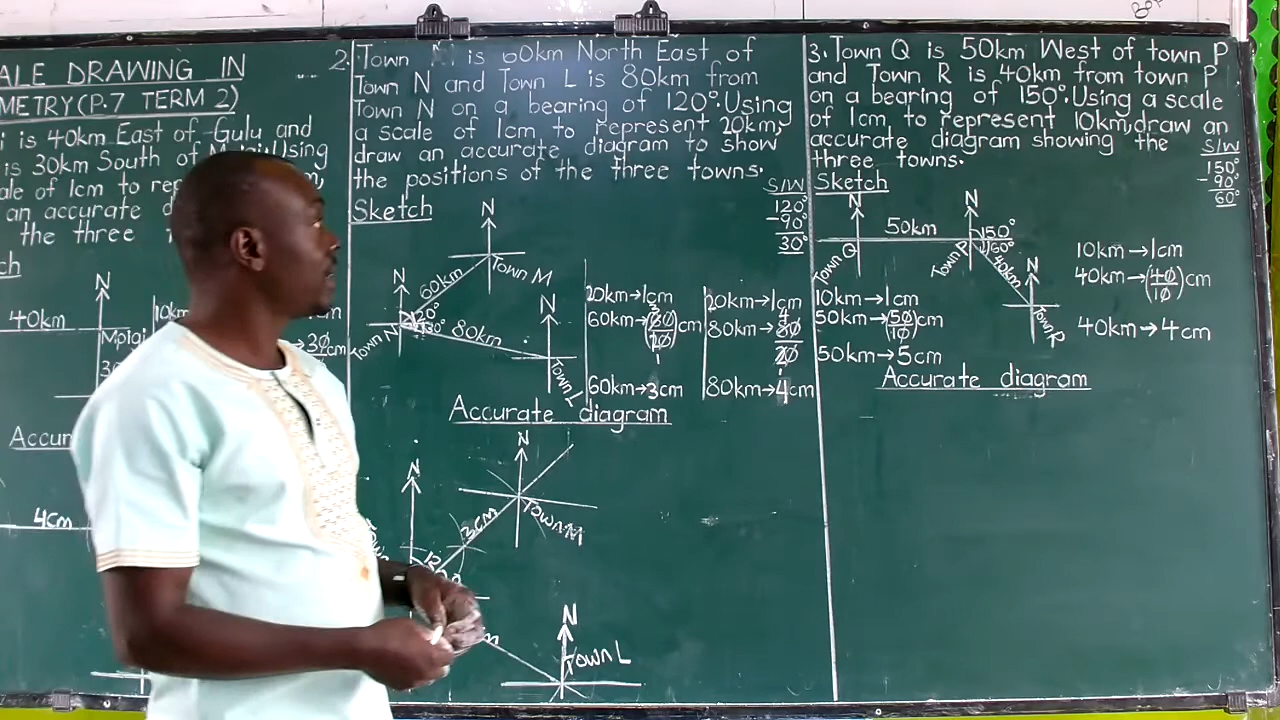 ALE DRAWING IN
METRY (P.7 TERM 2)
i is 40km East of Gulu and
is 30km South of Using
ale of 1cm to
an accurate
the three
ch
N
40km
10km
cm
30
cm
Accur
4cm
2. Town M is 60km North East of
Town N and Town L is 80km from
Town N on a bearing of 120°. Using
a scale of 1cm to represent 20km,
draw an accurate diagram to show
the positions of the three towns.
Sketch
S/W
120°
-90°
30°
N
Town M
60km
N
120°
30°
Town N
80km
N
Town L
20km→1cm
60km→(60/20)cm
60km→3cm
20km→1cm
80km→80/20
80km→4cm
Accurate diagram
N
N
3cm
Town M
N
Town L
3. Town Q is 50km West of town P
and Town R is 40km from town P
on a bearing of 150°. Using a scale
of 1cm to represent 10km, draw an
accurate diagram showing the
three towns.
S/W
150°
-90°
60°
Sketch
N
N
50km
150°
60°
Town Q
Town P
40km
N
Town R
10km→1cm
50km→(50/10)cm
50km→5cm
10km→1cm
40km→(40/10)cm
40km→4cm
Accurate diagram